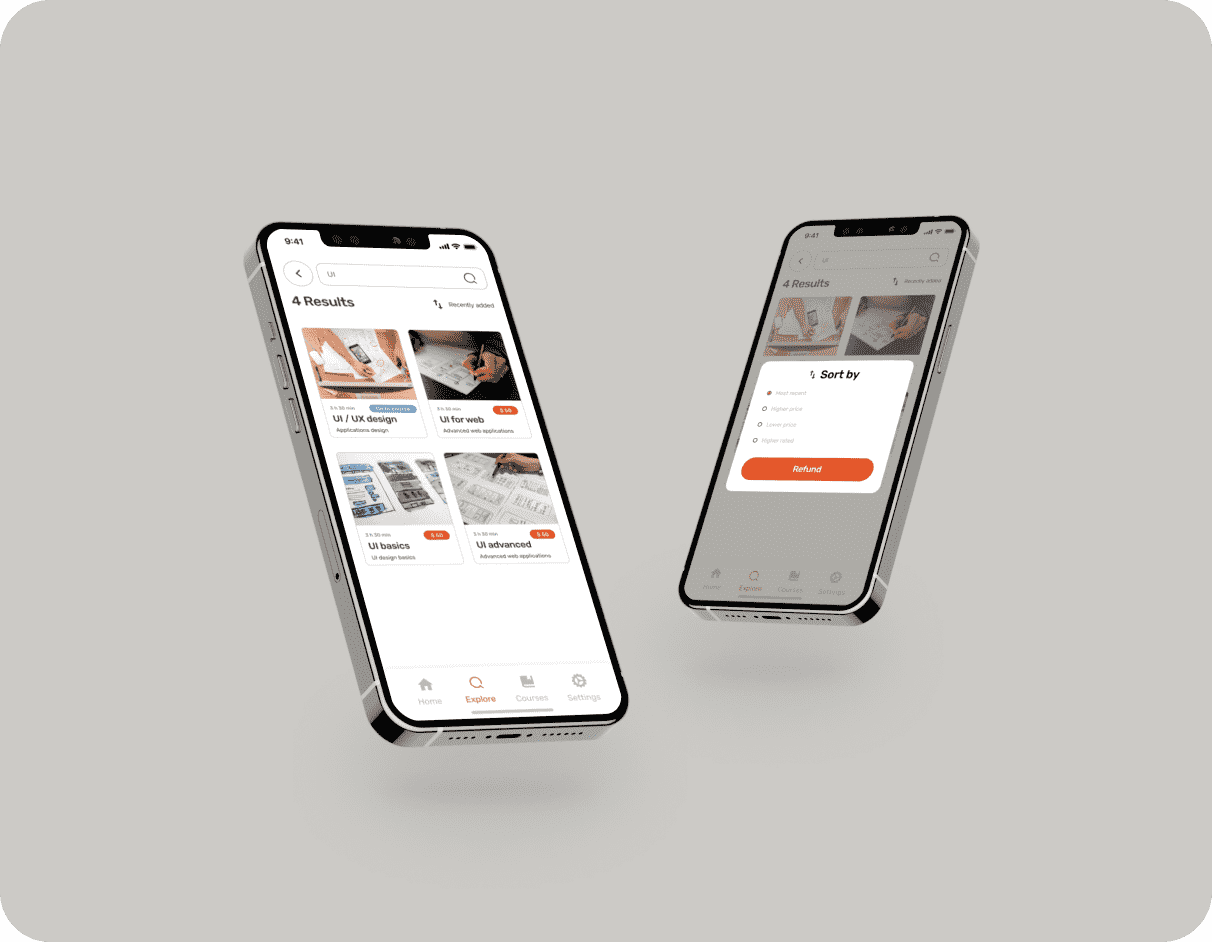 9:41
UI
4 Results
Recently added
3 h 30 min
Go to course
UI / UX design
Applications design
3 h 30 min
$ 50
UI for web
Advanced web applications
3 h 30 min
$ 50
UI basics
UI design basics
3 h 30 min
$ 50
UI advanced
Advanced web applications
Home
Explore
Courses
Settings
9:41
UI
4 Results
Recently added
Sort by
Most recent
Higher price
Lower price
Higher rated
Refund
Home
Explore
Courses
Settings